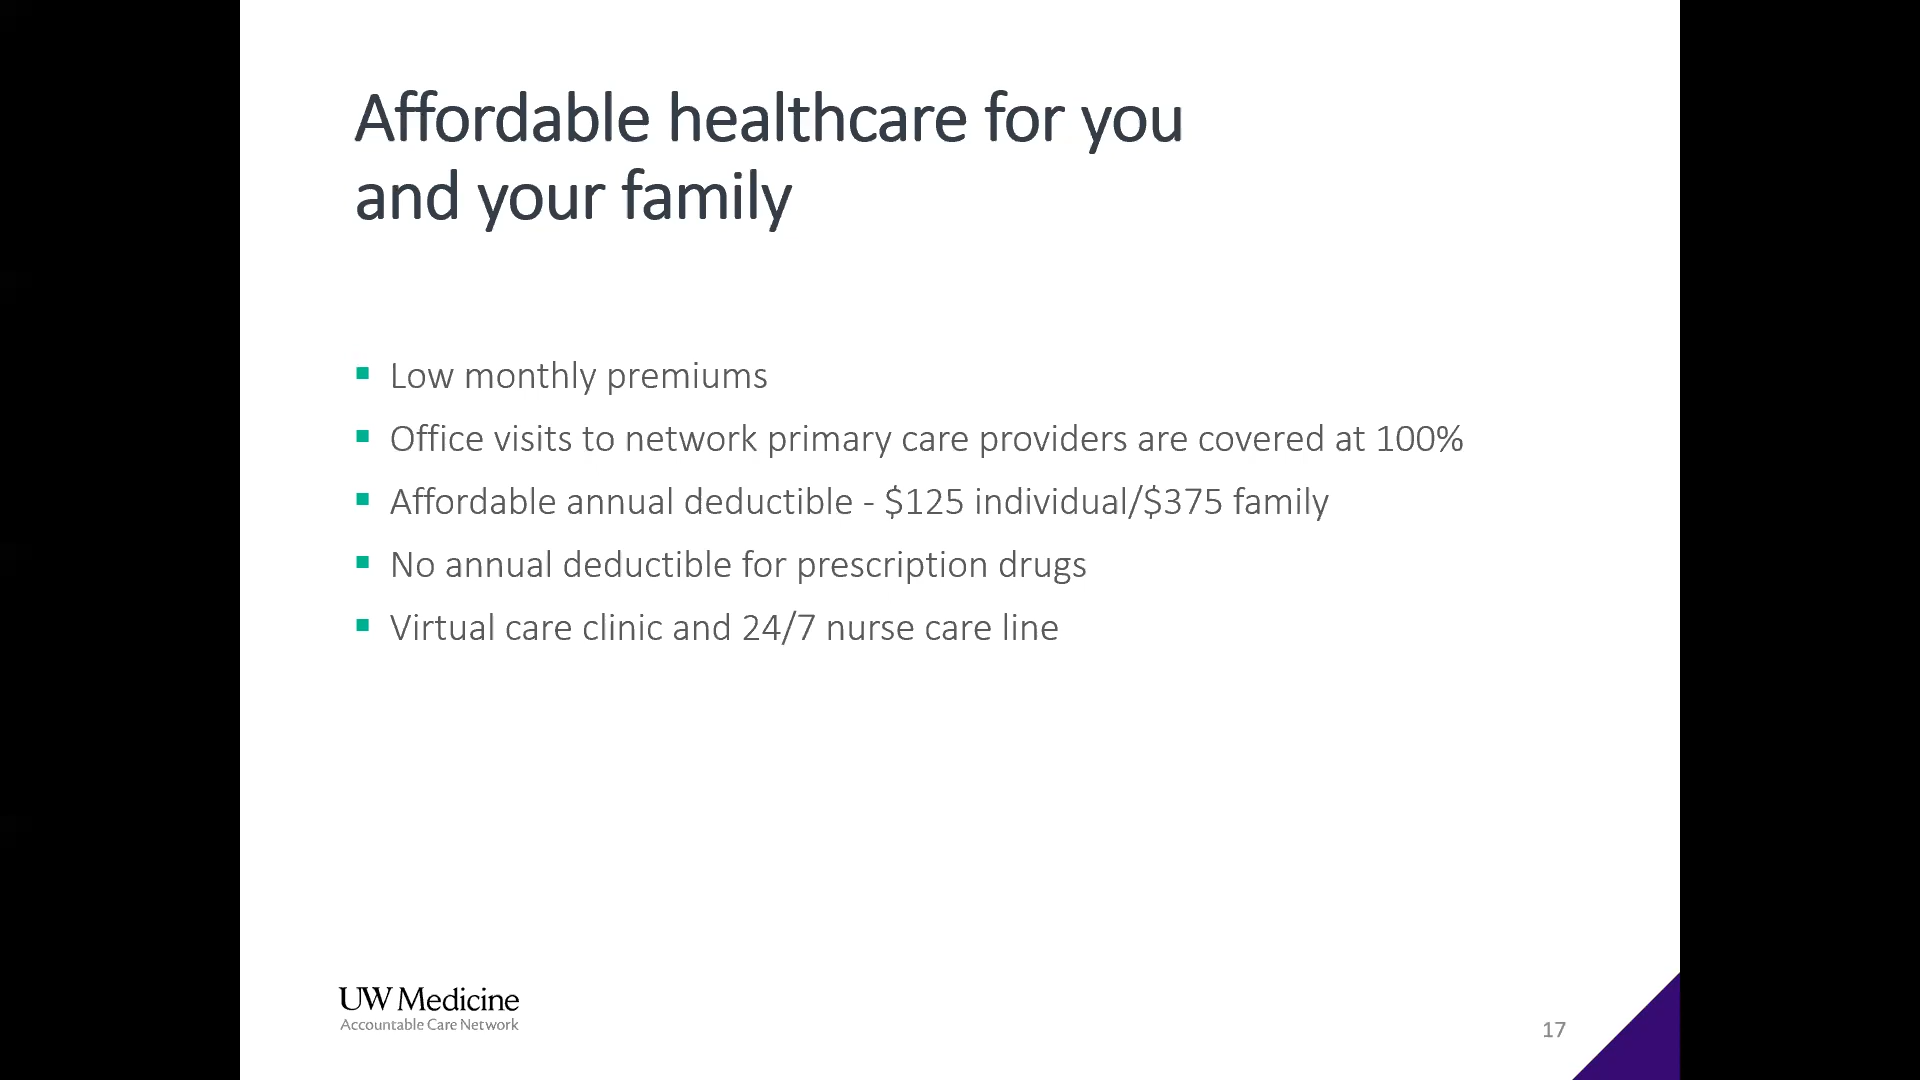 Affordable healthcare for you
and your family
▪ Low monthly premiums
▪ Office visits to network primary care providers are covered at 100%
▪ Affordable annual deductible - $125 individual/$375 family
▪ No annual deductible for prescription drugs
▪ Virtual care clinic and 24/7 nurse care line
UW Medicine
Accountable Care Network
17